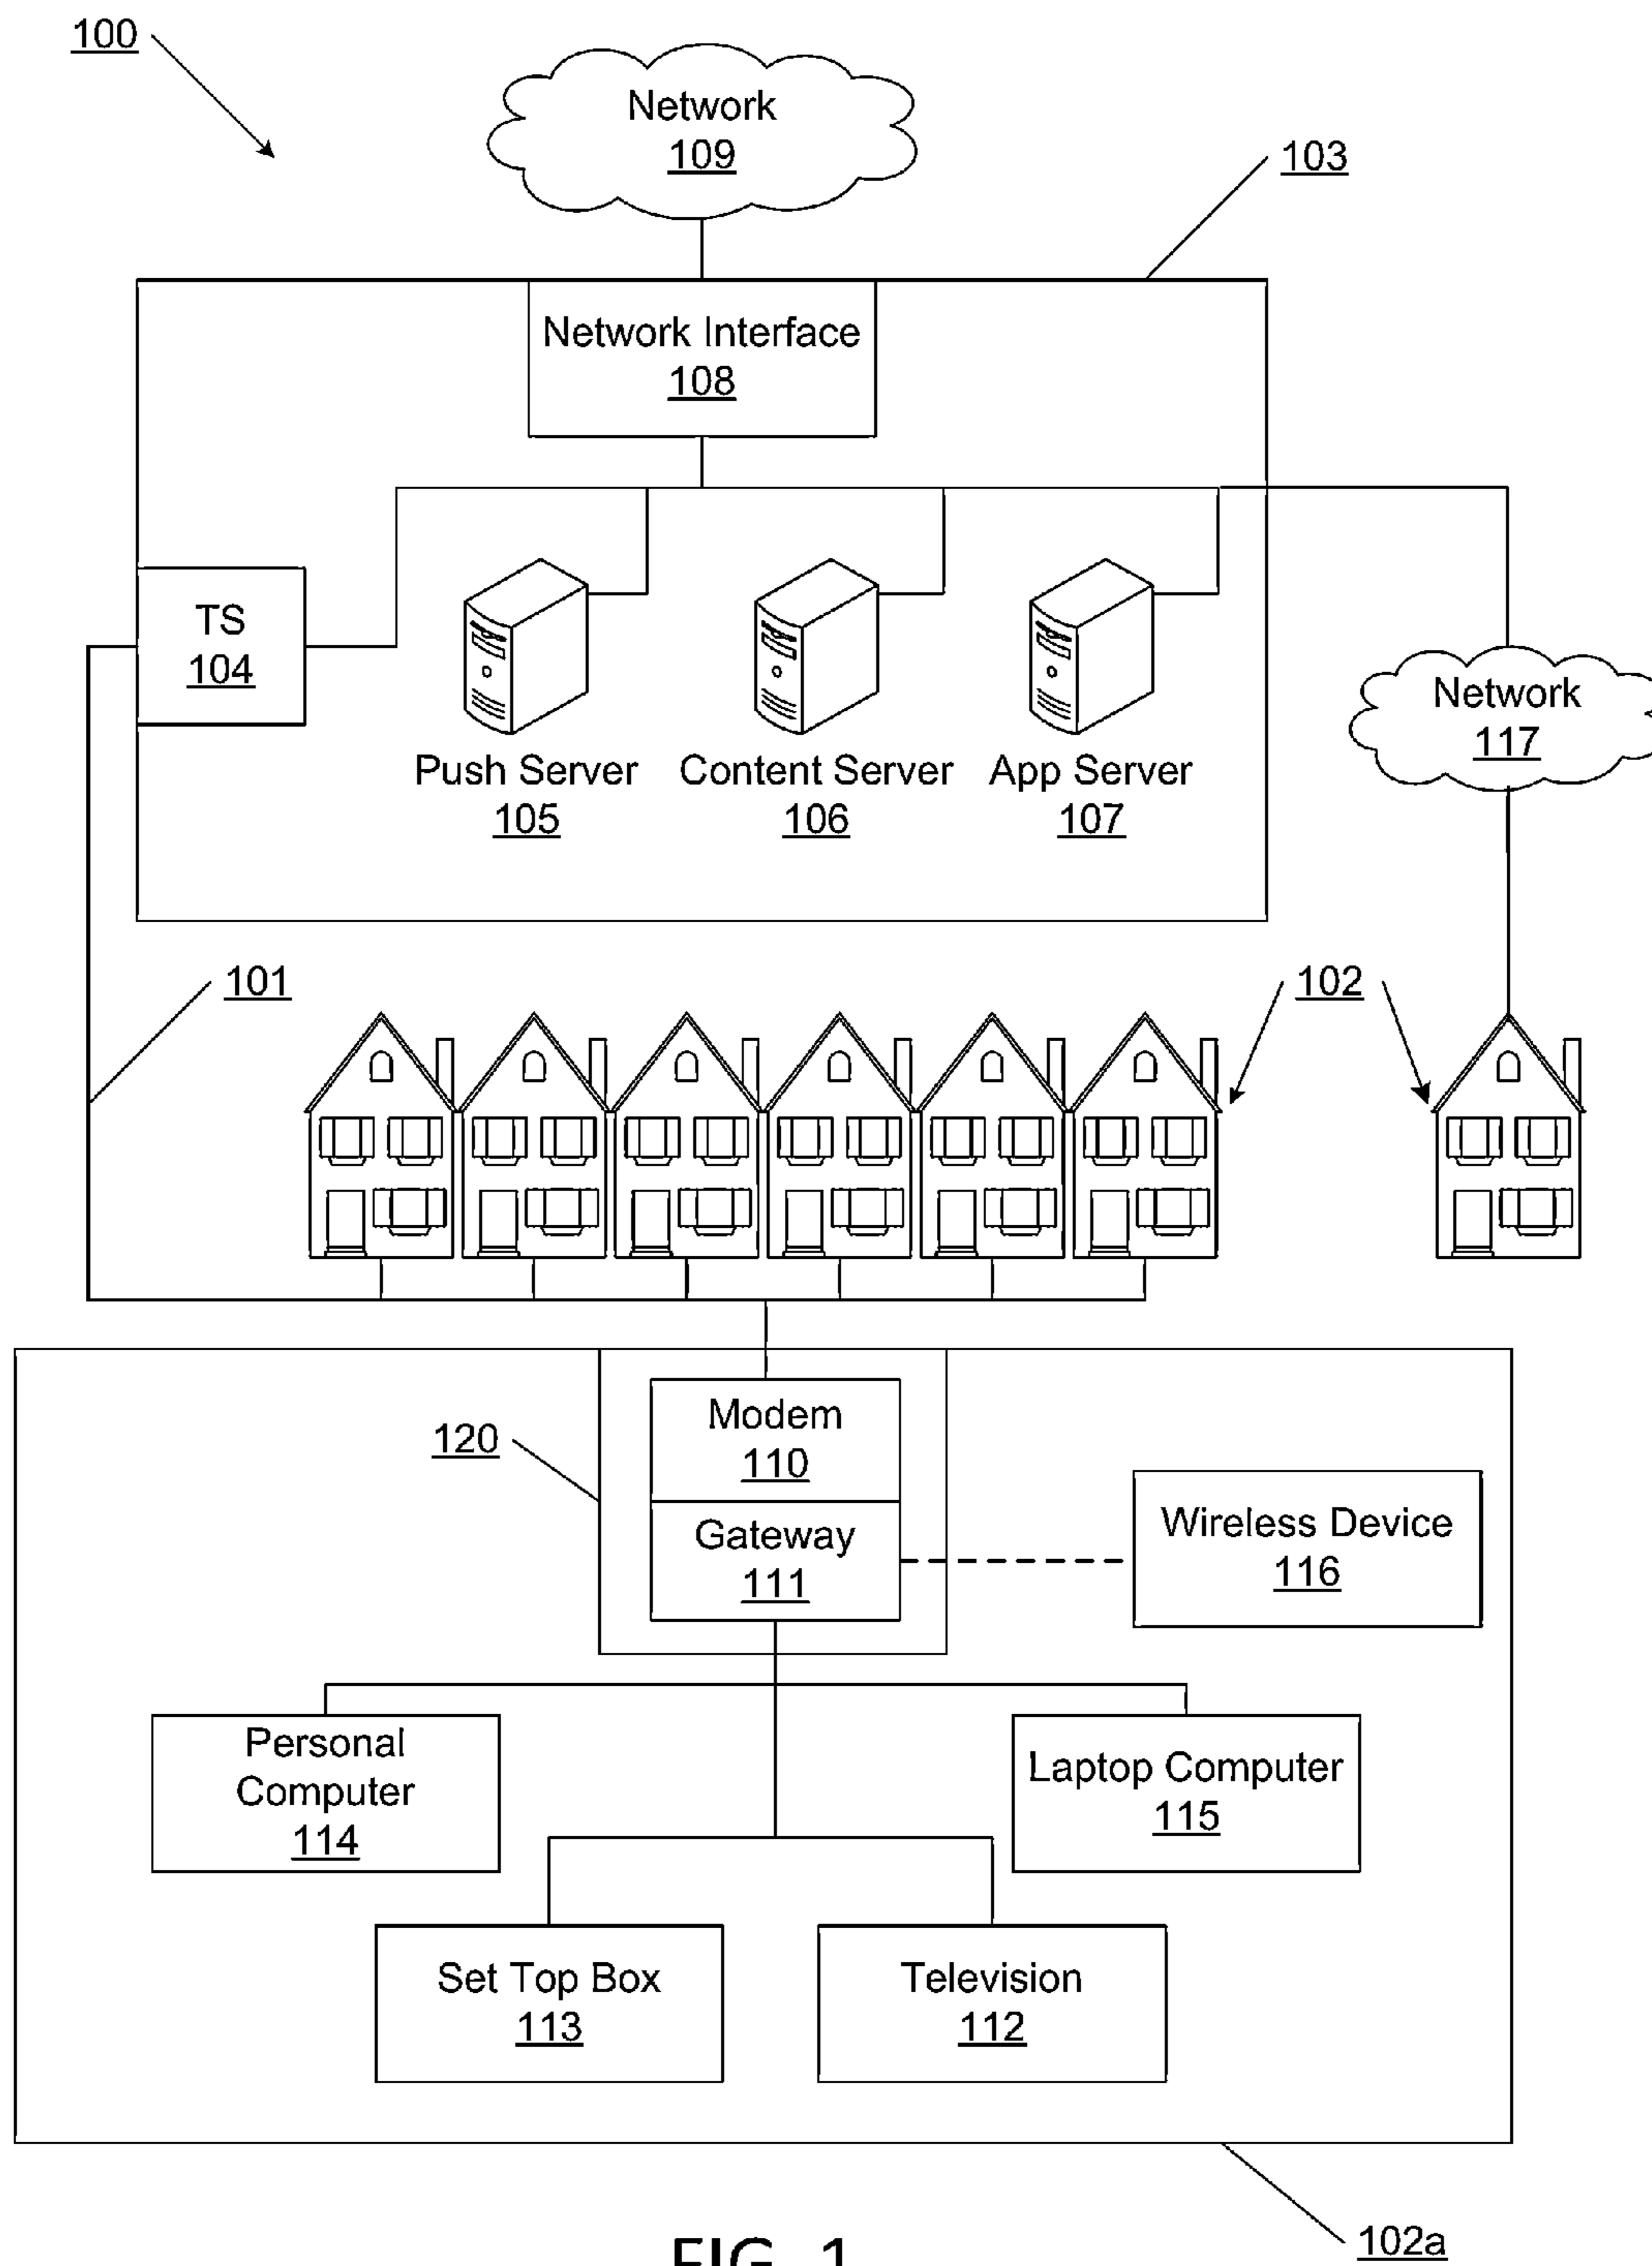 100
Network
109
103
Network Interface
108
TS
104
Push Server
105
Content Server
106
App Server
107
Network
117
101
102
Modem
110
120
Gateway
111
Wireless Device
116
Personal
Computer
114
Laptop Computer
115
Set Top Box
113
Television
112
102a
FIG. 1